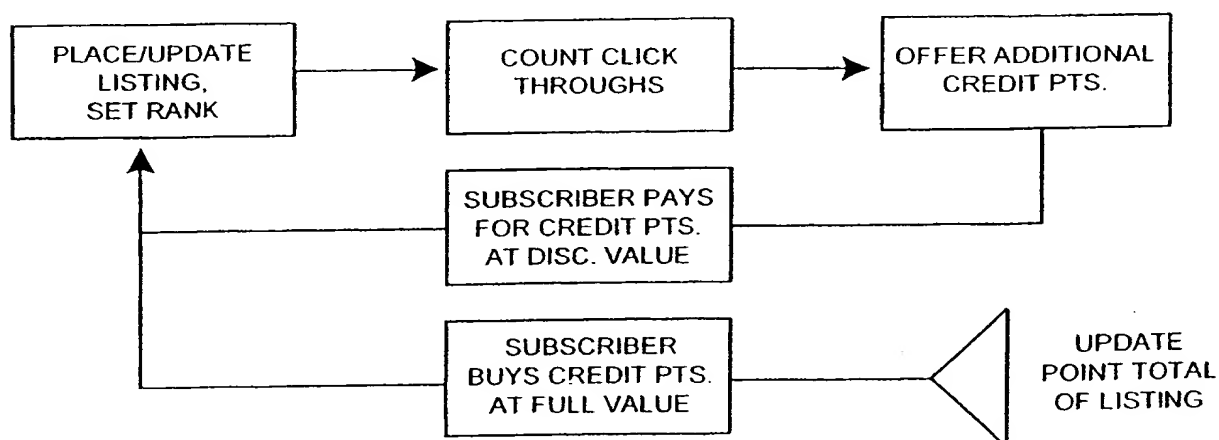 PLACE/UPDATE
LISTING,
SET RANK
COUNT CLICK
THROUGHS
OFFER ADDITIONAL
CREDIT PTS.
SUBSCRIBER PAYS
FOR CREDIT PTS.
AT DISC. VALUE
SUBSCRIBER
BUYS CREDIT PTS.
AT FULL VALUE
UPDATE
POINT TOTAL
OF LISTING